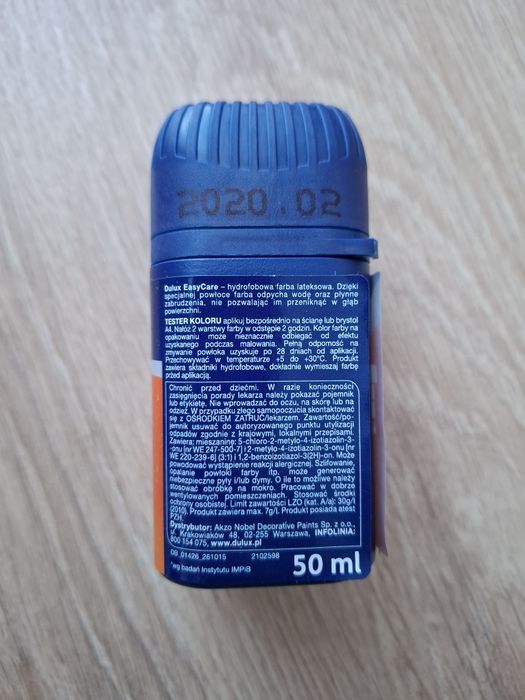 2020.02
Dulux EasyCare – hydrofobowa farba lateksowa. Dzięki
specjalnej powłoce farba odpycha wodę oraz płynne
zabrudzenia, nie pozwalając im przeniknąć w głąb
powierzchni.
TESTER KOLORU aplikuj bezpośrednio na ścianę lub brystol
A4. Nałóż 2 warstwy farby w odstępie 2 godzin. Kolor farby na
opakowaniu może nieznacznie odbiegać od efektu
uzyskanego podczas malowania. Pełną odporność na
zmywanie powłoka uzyskuje po 28 dniach od aplikacji.
Przechowywać w temperaturze +5 do +30°C. Produkt
zawiera składniki hydrofobowe, dokładnie wymieszaj farbę
przed aplikacją.
Chronić przed dziećmi. W razie konieczności
zasięgnięcia porady lekarza należy pokazać pojemnik
lub etykietę. Nie wprowadzać do oczu, na skórę lub na
odzież. W przypadku złego samopoczucia skontaktować
się z OŚRODKIEM ZATRUĆ/lekarzem. Zawartość/po-
jemnik usuwać do autoryzowanego punktu utylizacji
odpadów zgodnie z krajowymi, lokalnymi przepisami.
Zawiera: mieszaninę: 5-chloro-2-metylo-4-izotiazolin-3-
-onu [nr WE 247-500-7] i 2-metylo-4-izotiazolin-3-onu [nr
WE 220-239-6] (3:1) i 1,2-benzoizotiazol-3(2H)-on. Może
powodować wystąpienie reakcji alergicznej. Szlifowanie,
opalanie powłoki farby itp. może generować
niebezpieczne pyły i/lub dymy. O ile to możliwe należy
stosować obróbkę na mokro. Pracować w dobrze
wentylowanych pomieszczeniach. Stosować środki
ochrony osobistej. Limit zawartości LZO (kat. A/a): 30g/l
(2010). Produkt zawiera max. 7g/l. Produkt posiada atest
PZH.
Dystrybutor: Akzo Nobel Decorative Paints Sp. z o.o.,
ul. Krakowiaków 48, 02-255 Warszawa, INFOLINIA:
800 154 075, www.dulux.pl
09_01426_261015 2102598
*wg badań Instytutu IMPiB
50 ml